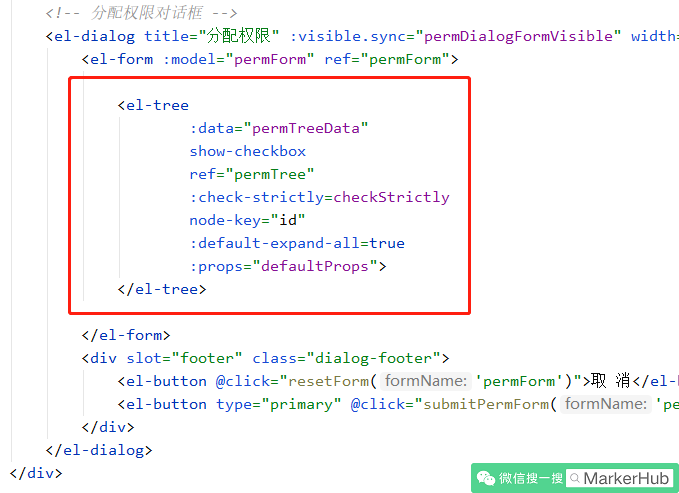 <!-- 分配权限对话框 -->
<el-dialog title="分配权限" :visible.sync="permDialogFormVisible" width=
<el-form :model="permForm" ref="permForm">
<el-tree
:data="permTreeData"
show-checkbox
ref="permTree"
:check-strictly=checkStrictly
node-key="id"
:default-expand-all=true
:props="defaultProps">
</el-tree>
</el-form>
<div slot="footer" class="dialog-footer">
<el-button @click="resetForm( formName: 'permForm')">取 消</el-b
<el-button type="primary" @click="submitPermForm( formName: 'pe
</div>
</el-dialog>
</div>
微信搜一搜 MarkerHub